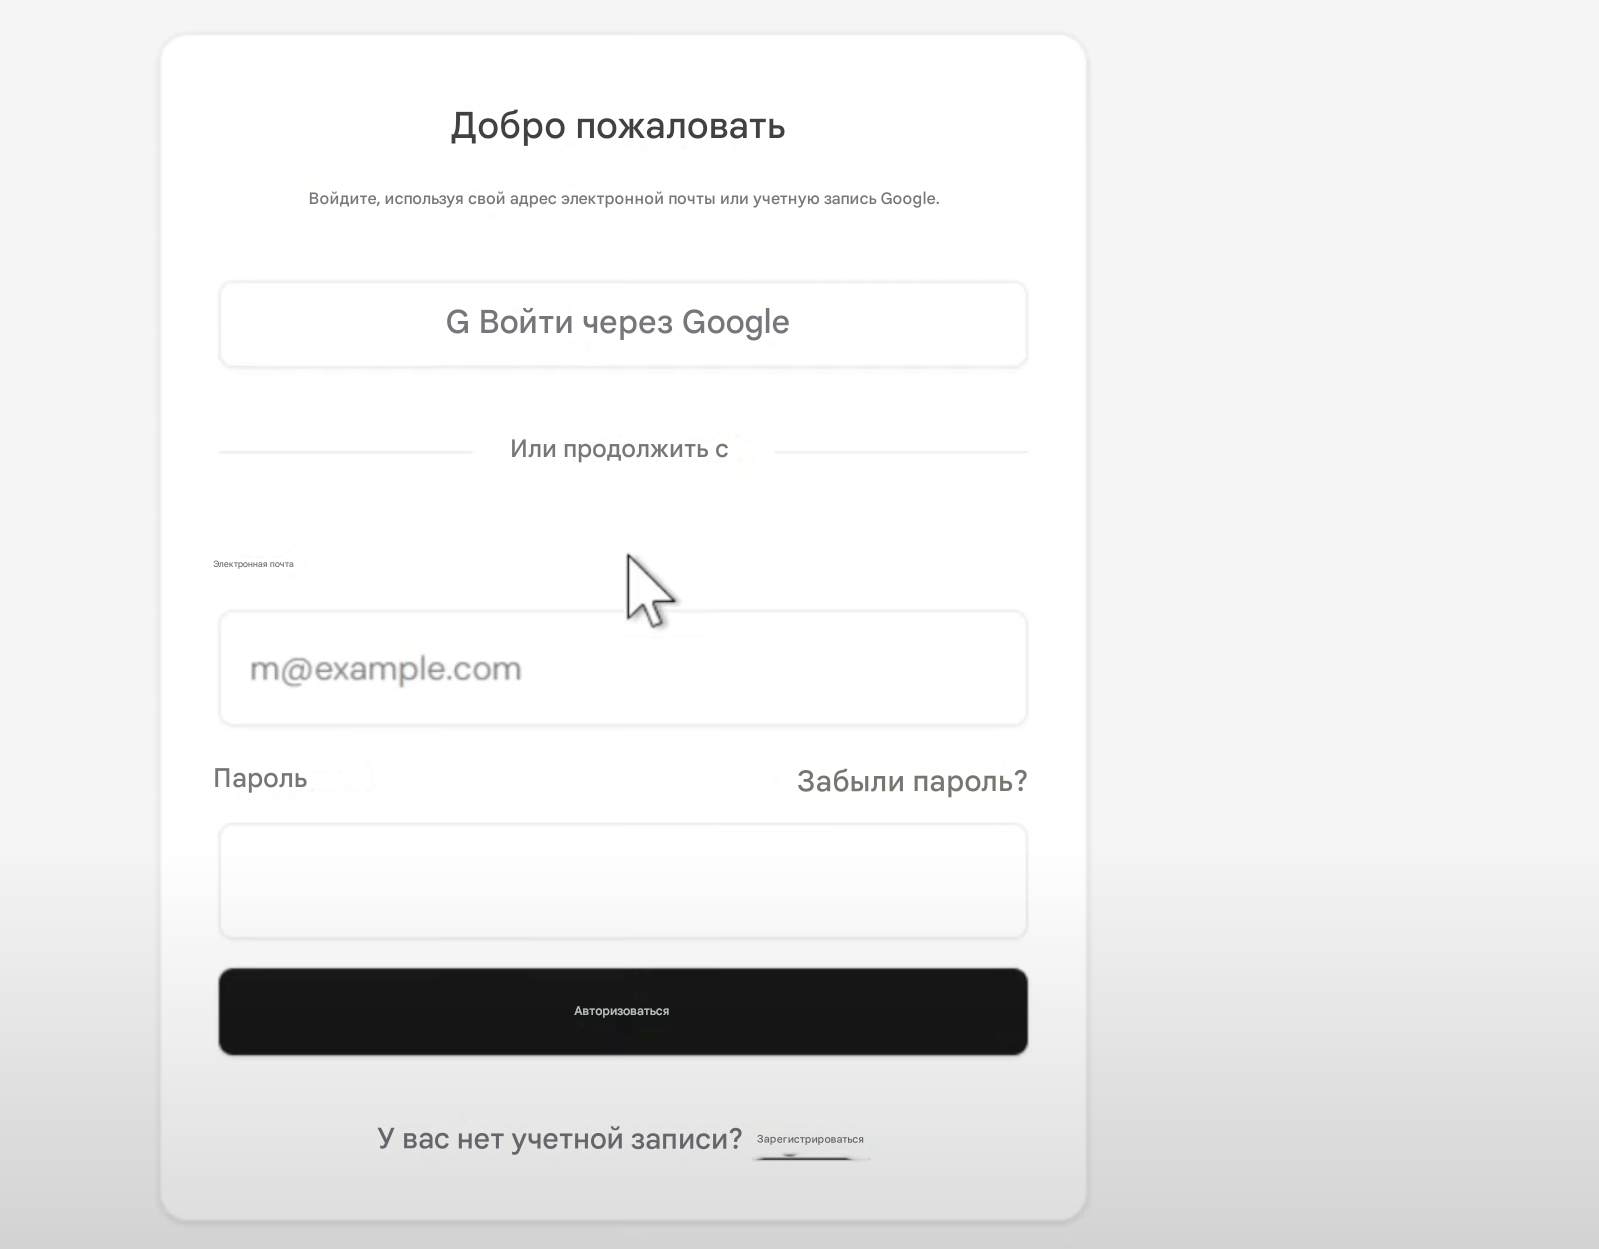 Добро пожаловать
Войдите, используя свой адрес электронной почты или учетную запись Google.
G Войти через Google
Или продолжить с
Электронная почта
m@example.com
Пароль
Забыли пароль?
Авторизоваться
У вас нет учетной записи? Зарегистрироваться